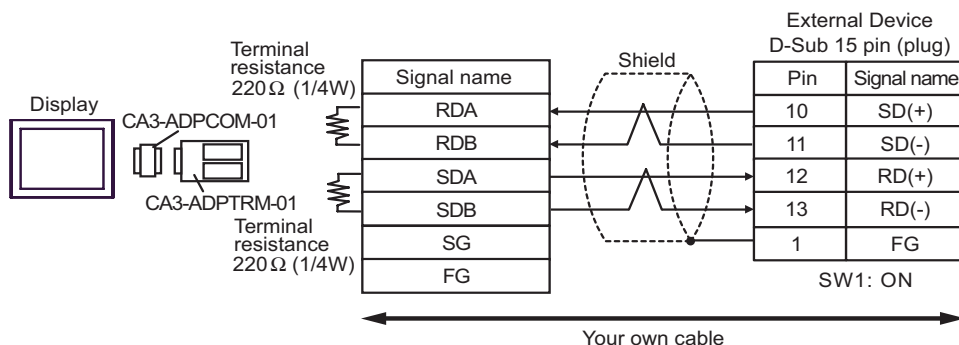 External Device
D-Sub 15 pin (plug)
Terminal
resistance
220Ω (1/4W)
Shield
Signal name
Pin
Signal name
Display
CA3-ADPCOM-01
RDA
10
SD(+)
RDB
11
SD(-)
SDA
12
RD(+)
CA3-ADPTRM-01
SDB
13
RD(-)
Terminal
resistance
220Ω (1/4W)
SG
1
FG
FG
SW1: ON
Your own cable